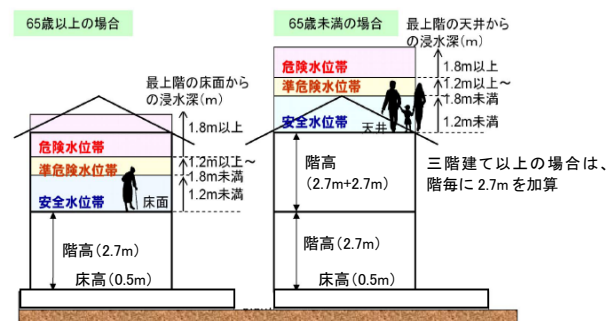 65歳以上の場合
65歳未満の場合
最上階の天井から
の浸水深(m)
危険水位帯
1.8m以上
準危険水位帯
1.2m以上～
1.8m未満
安全水位帯
1.2m未満
天井
最上階の床面から
の浸水深(m)
1.8m以上
危険水位帯
1.2m以上～
準危険水位帯
1.8m未満
1.2m未満
安全水位帯
床面
階高
(2.7m+2.7m)
三階建て以上の場合は、
階毎に 2.7m を加算
階高(2.7m)
床高(0.5m)
階高(2.7m)
床高(0.5m)